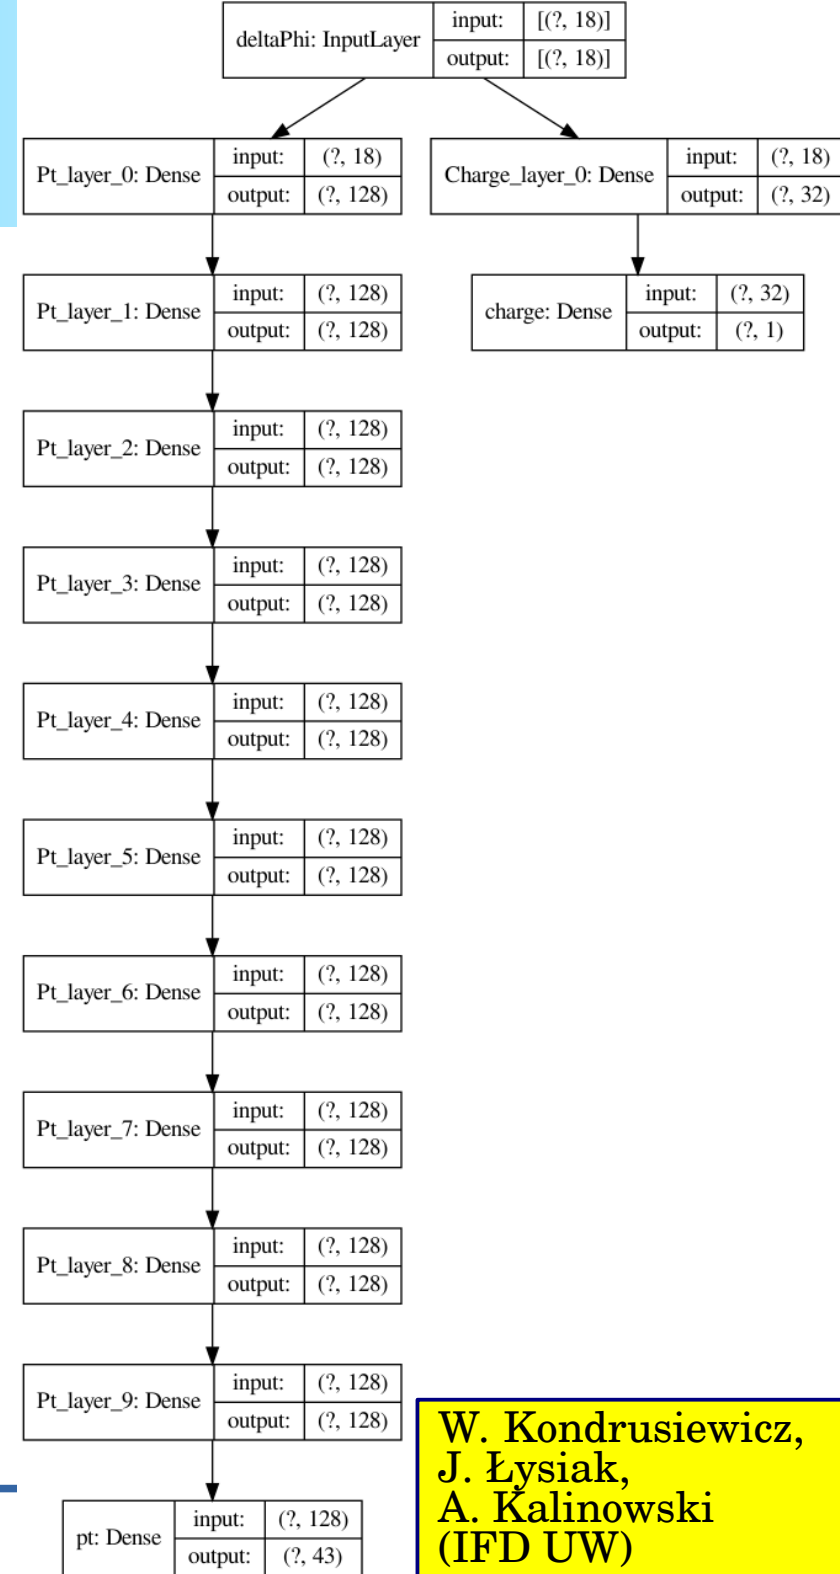 deltaPhi: InputLayer
input: [(?, 18)]
output: [(?, 18)]
Pt_layer_0: Dense
input: (?, 18)
output: (?, 128)
Charge_layer_0: Dense
input: (?, 18)
output: (?, 32)
Pt_layer_1: Dense
input: (?, 128)
output: (?, 128)
charge: Dense
input: (?, 32)
output: (?, 1)
Pt_layer_2: Dense
input: (?, 128)
output: (?, 128)
Pt_layer_3: Dense
input: (?, 128)
output: (?, 128)
Pt_layer_4: Dense
input: (?, 128)
output: (?, 128)
Pt_layer_5: Dense
input: (?, 128)
output: (?, 128)
Pt_layer_6: Dense
input: (?, 128)
output: (?, 128)
Pt_layer_7: Dense
input: (?, 128)
output: (?, 128)
Pt_layer_8: Dense
input: (?, 128)
output: (?, 128)
Pt_layer_9: Dense
input: (?, 128)
output: (?, 128)
pt: Dense
input: (?, 128)
output: (?, 43)
W. Kondrusiewicz,
J. Łysiak,
A. Kalinowski
(IFD UW)